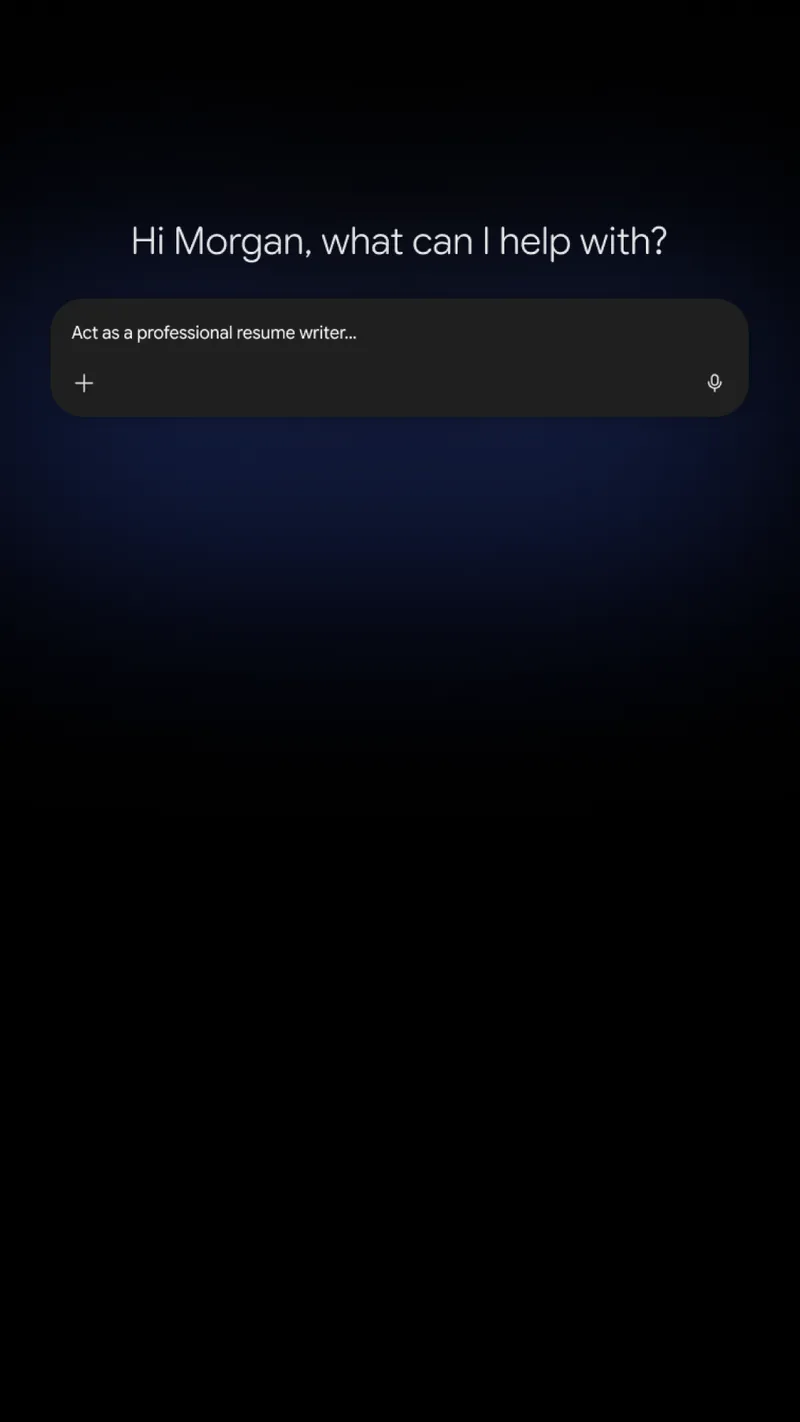 Hi Morgan, what can I help with?
Act as a professional resume writer...